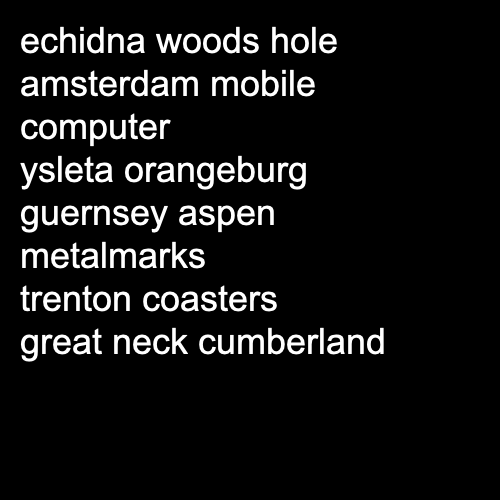 echidna woods hole
amsterdam mobile
computer
ysleta orangeburg
guernsey aspen
metalmarks
trenton coasters
great neck cumberland